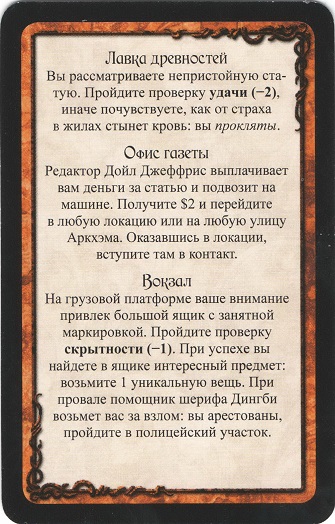 Лавка древностей
Вы рассматриваете непристойную ста-
тую. Пройдите проверку удачи (−2),
иначе почувствуете, как от страха
в жилах стынет кровь: вы прокляты.
Офис газеты
Редактор Дойл Джеффрис выплачивает
вам деньги за статью и подвозит на
машине. Получите $2 и перейдите
в любую локацию или на любую улицу
Аркхэма. Оказавшись в локации,
вступите там в контакт.
Вокзал
На грузовой платформе ваше внимание
привлек большой ящик с занятной
маркировкой. Пройдите проверку
скрытности (−1). При успехе вы
найдете в ящике интересный предмет:
возьмите 1 уникальную вещь. При
провале помощник шерифа Дингби
возьмет вас за взлом: вы арестованы,
пройдите в полицейский участок.